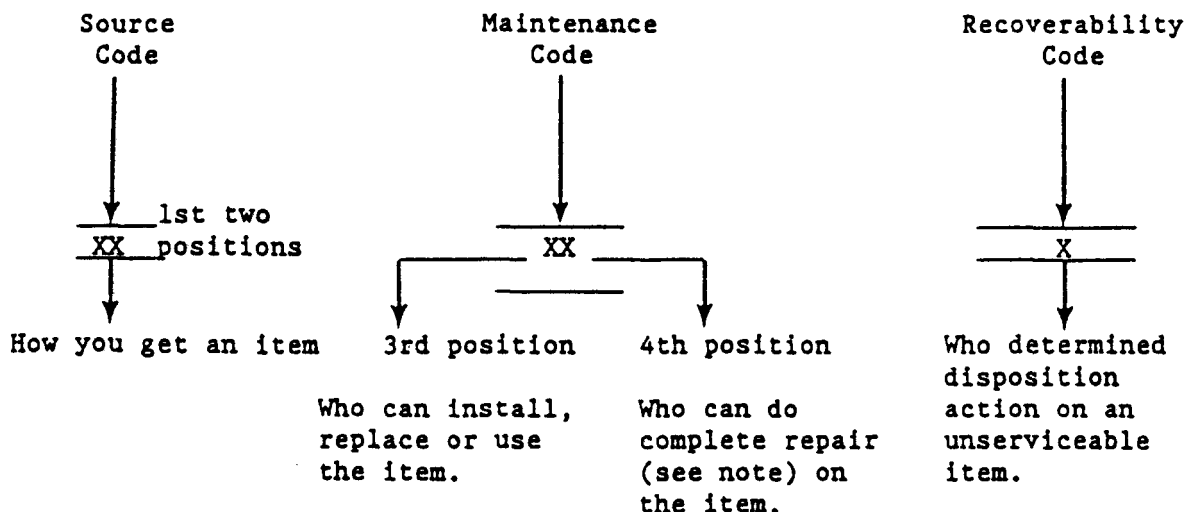 Source
Code
Maintenance
Code
Recoverability
Code
1st two
positions
XX
XX
X
How you get an item
3rd position
4th position
Who can install,
replace or use
the item.
Who can do
complete repair
(see note) on
the item.
Who determined
disposition
action on an
unserviceable
item.